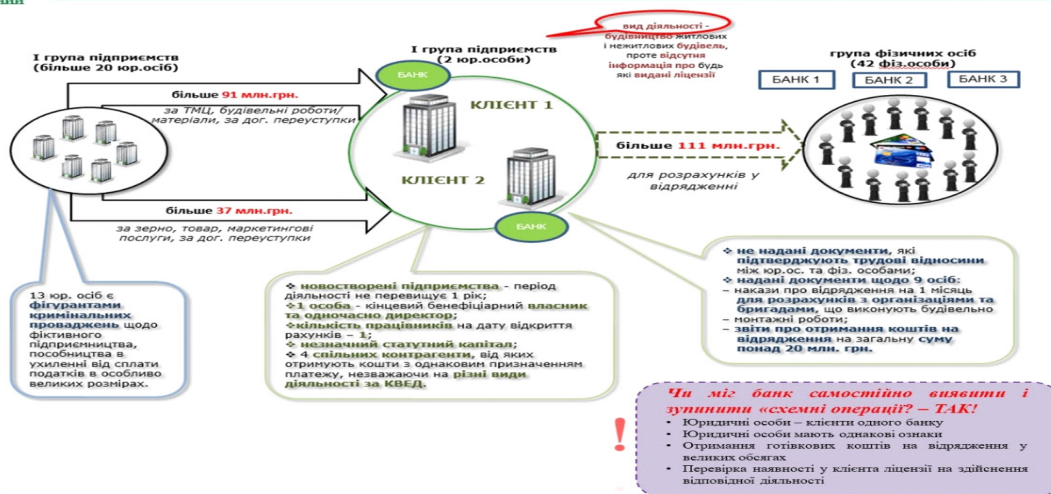 І група підприємств
(більше 20 юр.осіб)
більше 91 млн.грн.
за ТМЦ, будівельні роботи/
матеріали, за дог. переуступки
більше 37 млн.грн.
за зерно, товар, маркетингові
послуги, за дог. переуступки
13 юр. осіб є
фігурантами
кримінальних
проваджень щодо
фіктивного
підприємництва,
пособництва в
ухиленні від сплати
податків в особливо
великих розмірах.
І група підприємств
(2 юр.особи)
БАНК
КЛІЄНТ 1
КЛІЄНТ 2
БАНК
вид діяльності -
будівництво житлових
і нежитлових будівель,
проте відсутня
інформація про будь
які видані ліцензії
❖ новостворені підприємства - період
діяльності не перевищує 1 рік;
❖1 особа - кінцевий бенефіціарний власник
та одночасно директор;
❖кількість працівників на дату відкриття
рахунків – 1;
❖ незначний статутний капітал;
❖ 4 спільних контрагенти, від яких
отримують кошти з однаковим призначенням
платежу, незважаючи на різні види
діяльності за КВЕД.
більше 111 млн.грн.
для розрахунків у
відрядженні
група фізичних осіб
(42 фіз.особи)
БАНК 1
БАНК 2
БАНК 3
❖ не надані документи, які
підтверджують трудові відносини
між юр.ос. та фіз. особами;
❖ надані документи щодо 9 осіб:
– накази про відрядження на 1 місяць
для розрахунків з організаціями та
бригадами, що виконують будівельно
– монтажні роботи;
– звіти про отримання коштів на
відрядження на загальну суму
понад 20 млн. грн.
!
Чи міг банк самостійно виявити і
зупинити «схемні операції? – ТАК!
• Юридичні особи – клієнти одного банку
• Юридичні особи мають однакові ознаки
• Отримання готівкових коштів на відрядження у
великих обсягах
• Перевірка наявності у клієнта ліцензії на здійснення
відповідної діяльності